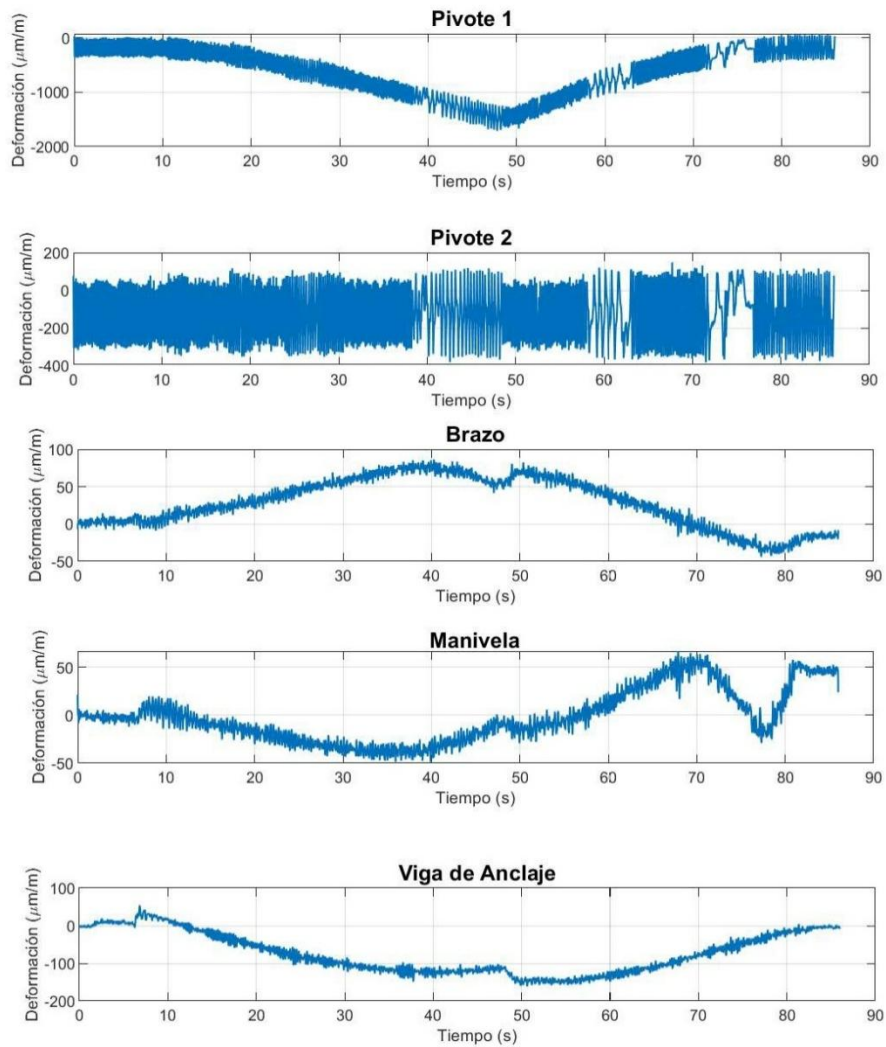 Pivote 1
Deformación (μm/m)
0
-1000
-2000
0 10 20 30 40 50 60 70 80 90
Tiempo (s)
Pivote 2
Deformación (μm/m)
200
0
-200
-400
0 10 20 30 40 50 60 70 80 90
Tiempo (s)
Brazo
Deformación (μm/m)
100
50
0
-50
0 10 20 30 40 50 60 70 80 90
Tiempo (s)
Manivela
Deformación (μm/m)
50
0
-50
0 10 20 30 40 50 60 70 80 90
Tiempo (s)
Viga de Anclaje
Deformación (μm/m)
100
0
-100
-200
0 10 20 30 40 50 60 70 80 90
Tiempo (s)